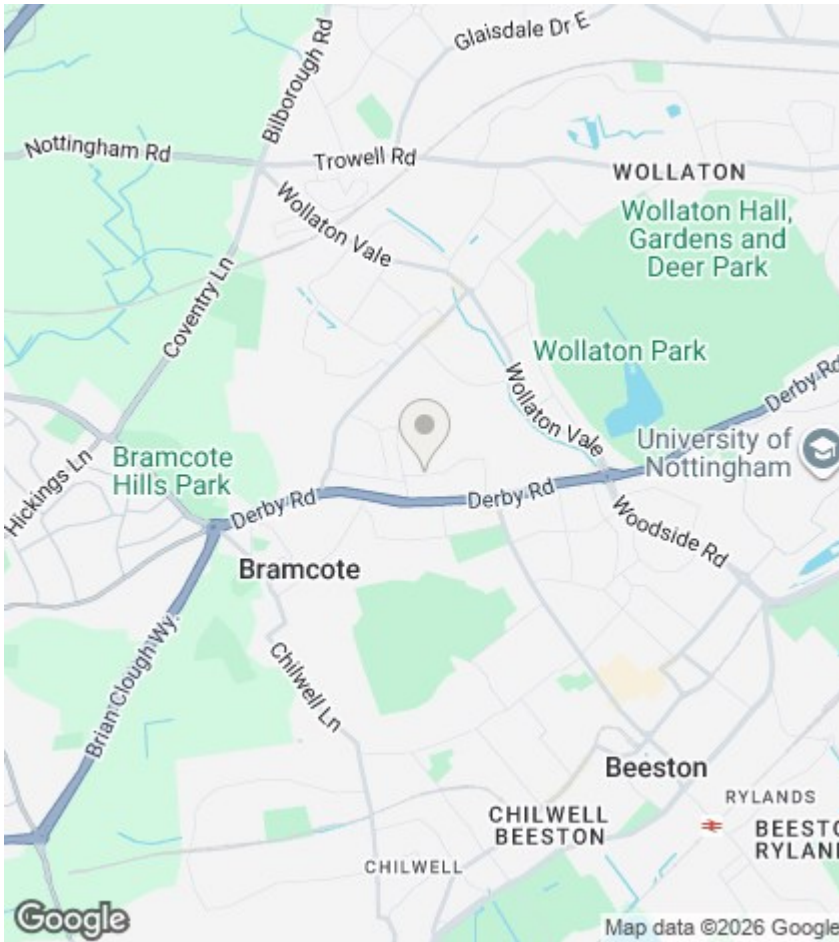 Glaisdale Dr E
Bilborough Rd
Nottingham Rd
Trowell Rd
WOLLATON
Wollaton Vale
Wollaton Hall,
Gardens and
Deer Park
Coventry Ln
Wollaton Park
Wollaton Vale
Derby Rd
Hickings Ln
Bramcote
Hills Park
University of
Nottingham
Derby Rd
Derby Rd
Woodside Rd
Bramcote
Brian Clough Wy.
Chilwell Ln
Beeston
RYLANDS
CHILWELL
BEESTON
BEESTO
RYLAN
CHILWELL
Google
Map data ©2026 Google